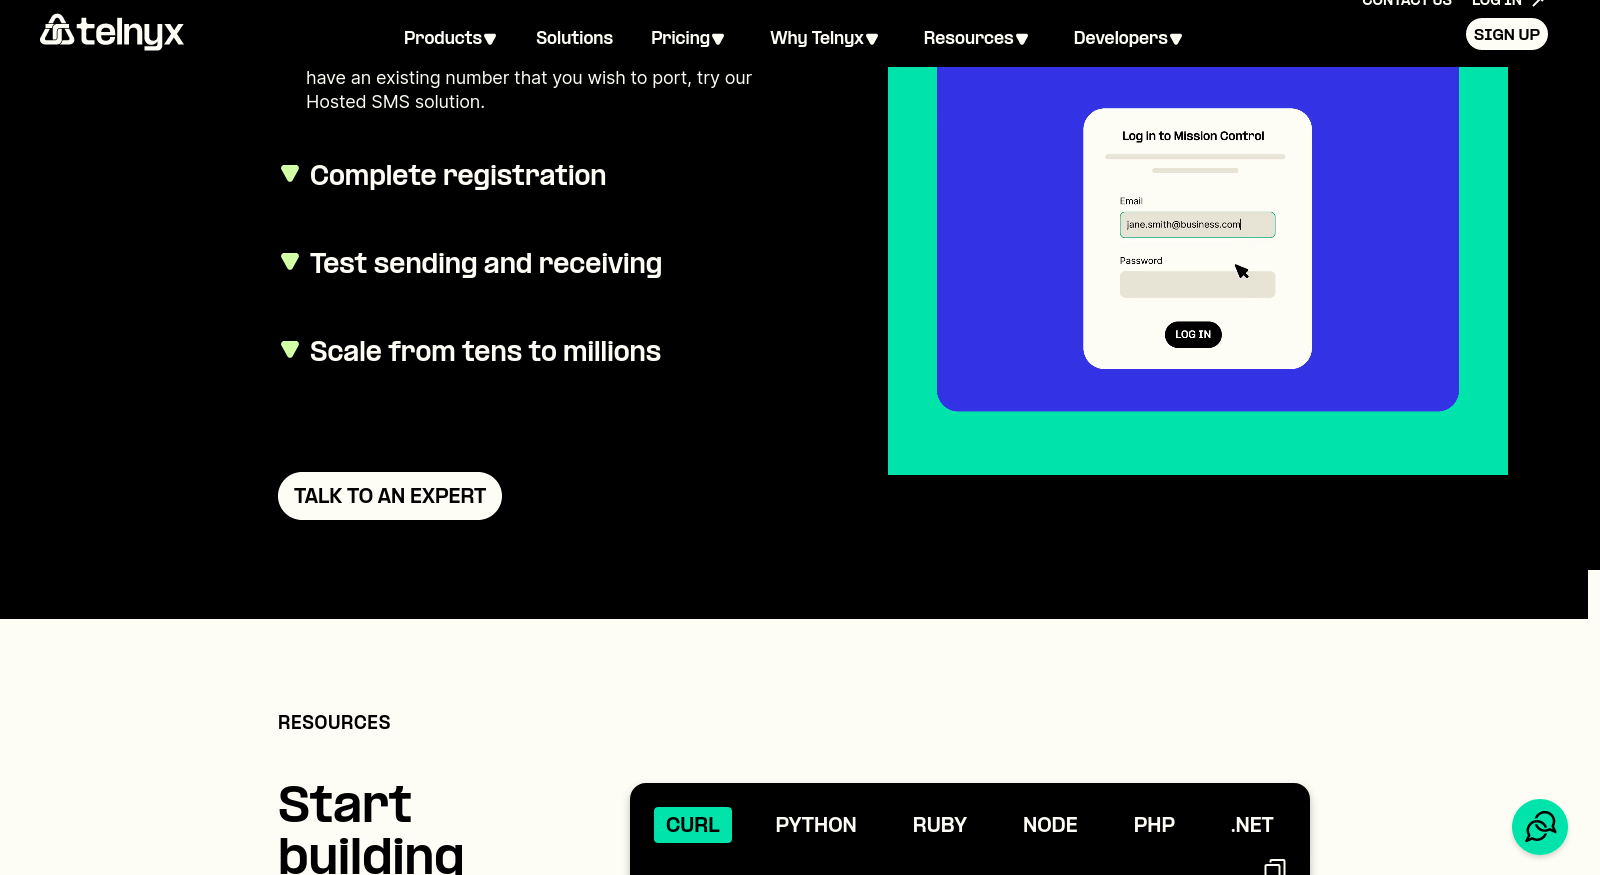 CONTACT US LOG IN
telnyx Products Solutions Pricing Why Telnyx Resources Developers SIGN UP
have an existing number that you wish to port, try our
Hosted SMS solution.
Complete registration
Test sending and receiving
Scale from tens to millions
TALK TO AN EXPERT
Log in to Mission Control
Email
jane.smith@business.com
Password
LOG IN
RESOURCES
Start
building
CURL PYTHON RUBY NODE PHP .NET